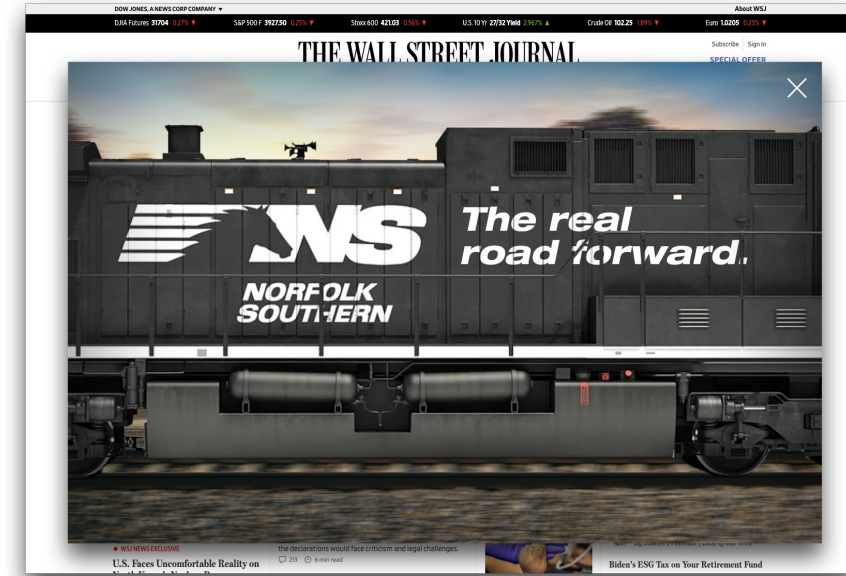 DOW JONES, A NEWS CORP COMPANY ▼
About WSJ
DJIA Futures 31704 0.27% ▼
S&P 500 F 3927.50 0.25% ▼
Stoxx 600 421.03 0.56% ▼
U.S. 10 Yr 27/32 Yield 2.967% ▲
Crude Oil 102.25 1.89% ▼
Euro 1.0205 0.23% ▼
THE WALL STREET JOURNAL
Subscribe | Sign In
SPECIAL OFFER
NS
The real
road forward.
NORFOLK
SOUTHERN
◆ WSJ NEWS EXCLUSIVE
U.S. Faces Uncomfortable Reality on
the declarations would face criticism and legal challenges.
213 6 min read
Biden's ESG Tax on Your Retirement Fund